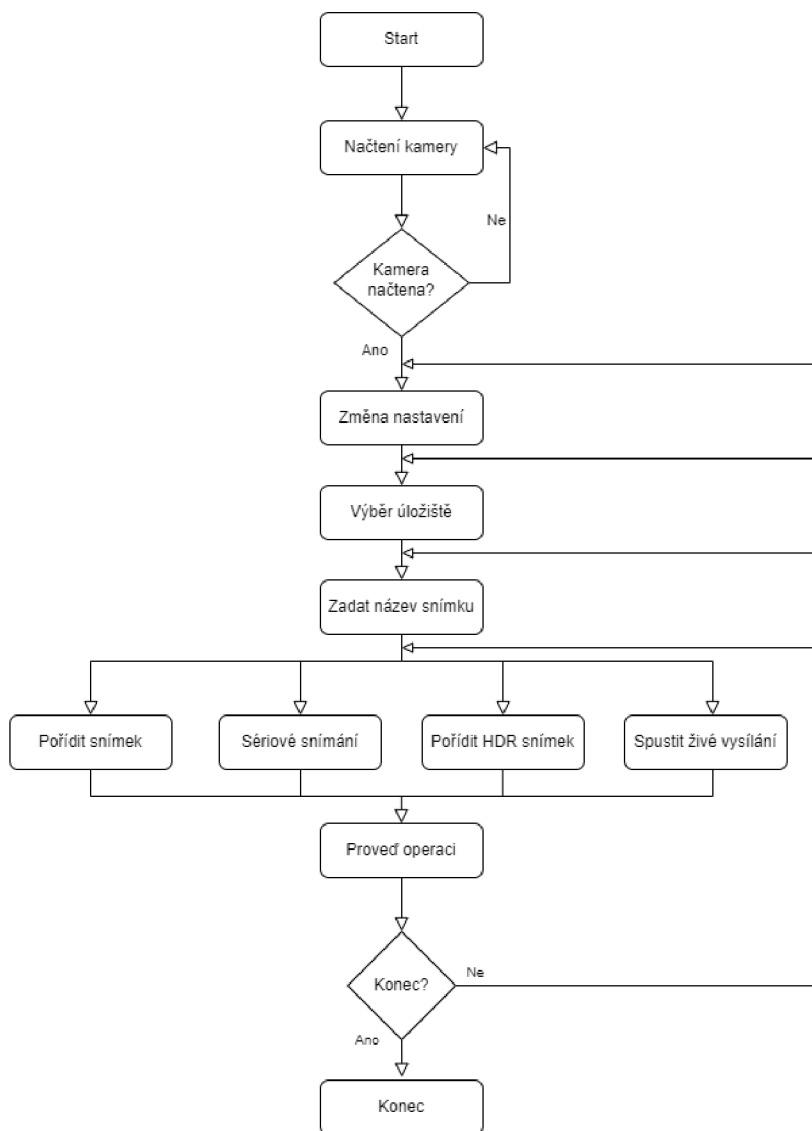 Start
Načtení kamery
Ne
Kamera
načtena?
Ano
Změna nastavení
Výběr úložiště
Zadat název snímku
Pořídit snímek
Sériové snímání
Pořídit HDR snímek
Spustit živé vysílání
Proveď operaci
Konec?
Ne
Ano
Konec